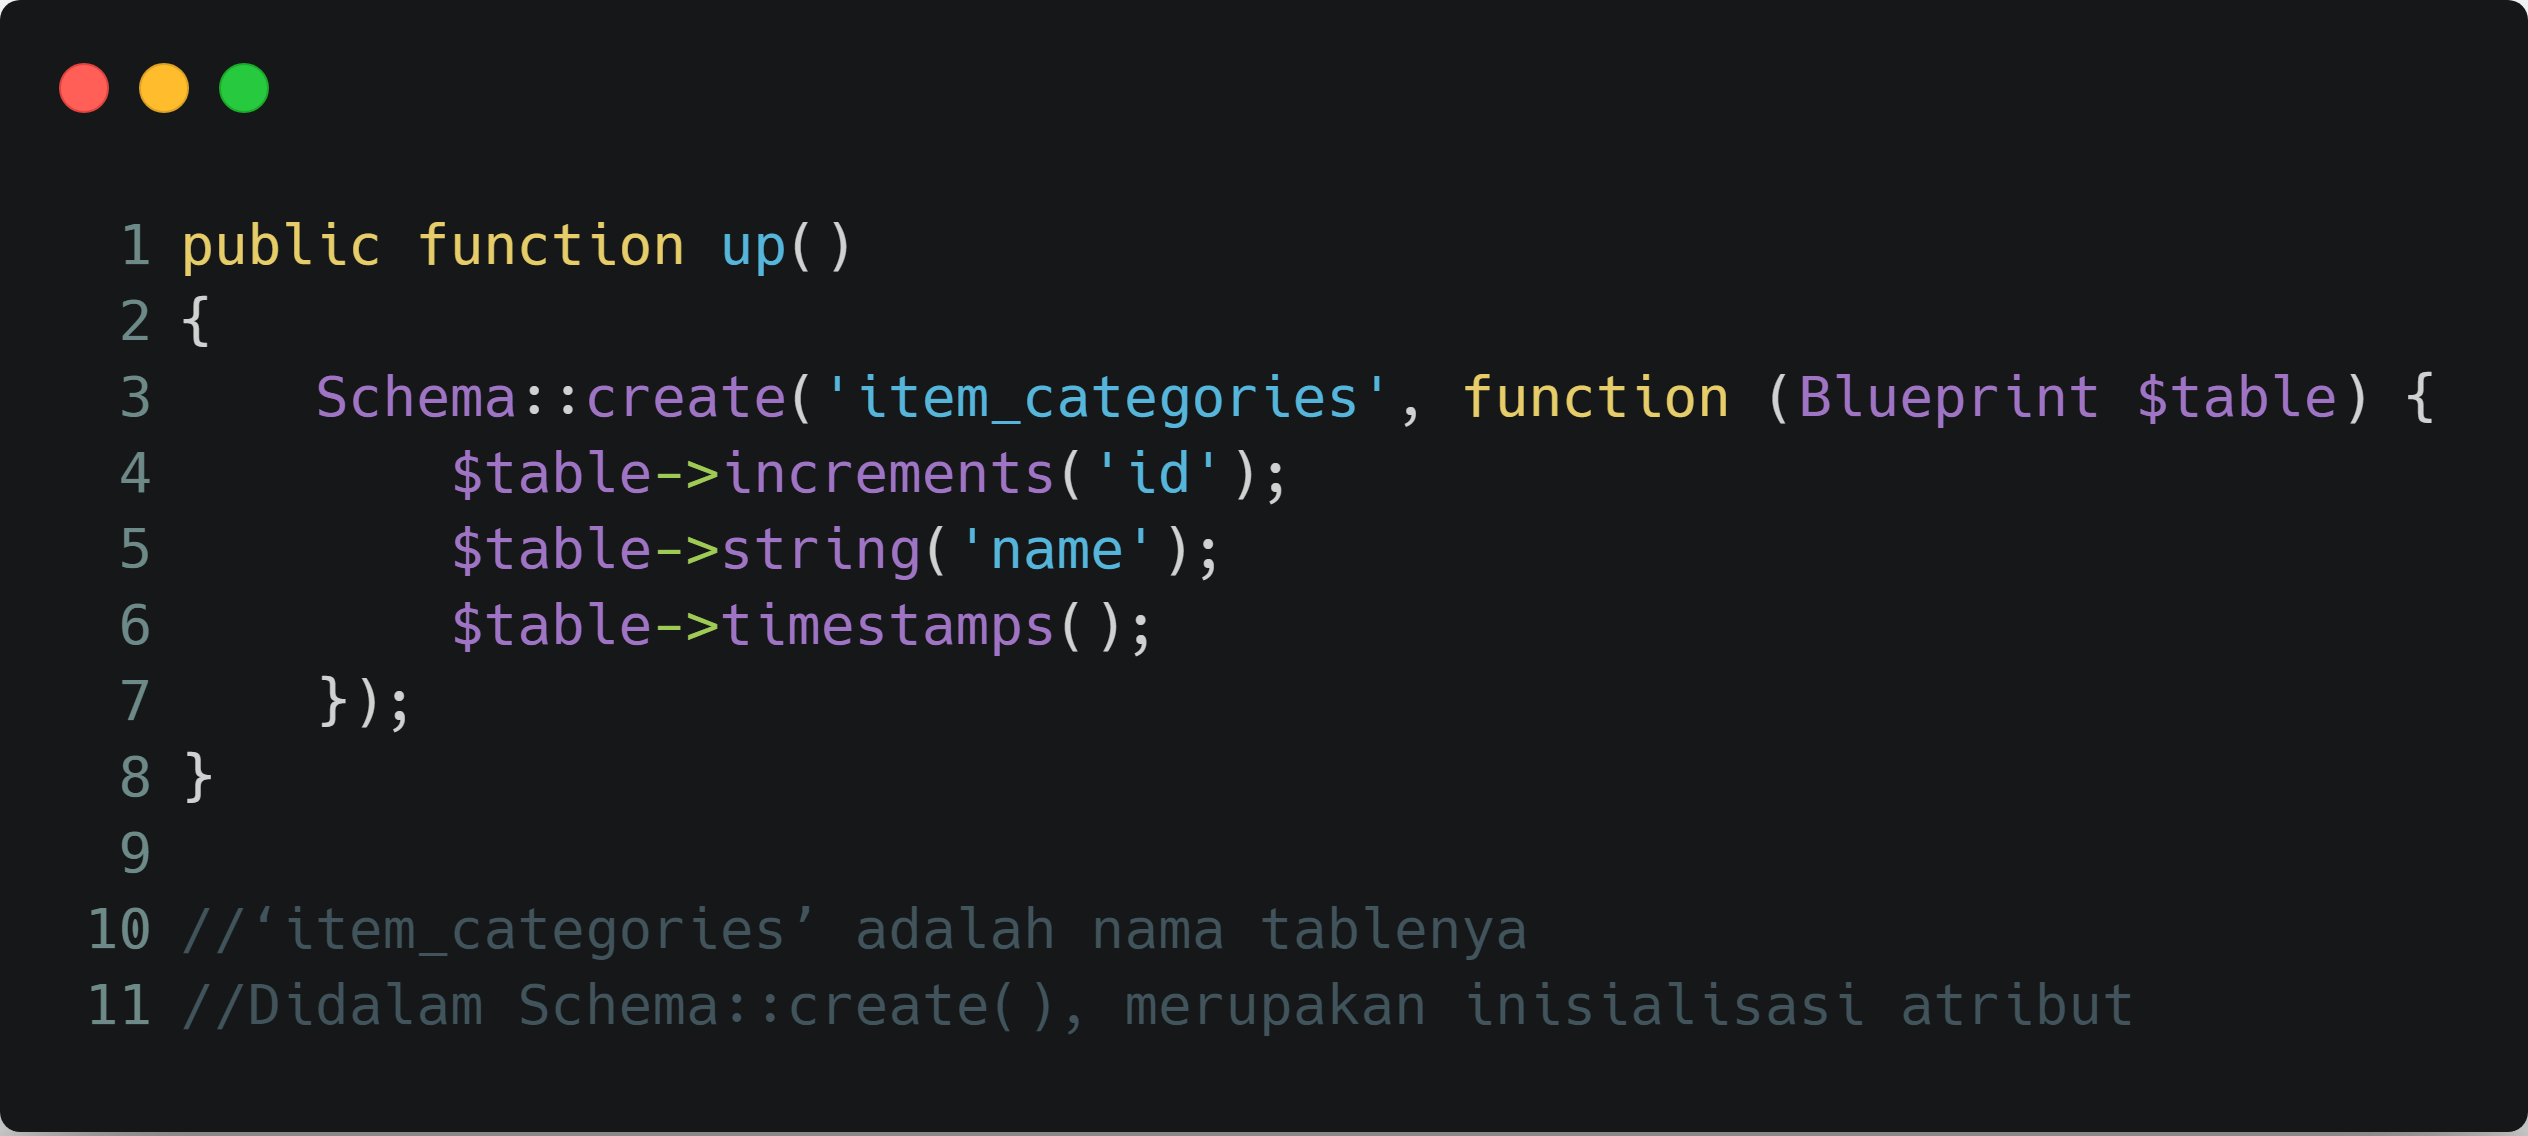 1 public function up()
2 {
3     Schema::create('item_categories', function (Blueprint $table) {
4         $table->increments('id');
5         $table->string('name');
6         $table->timestamps();
7     });
8 }
9
10 //‘item_categories’ adalah nama tablenya
11 //Didalam Schema::create(), merupakan inisialisasi atribut